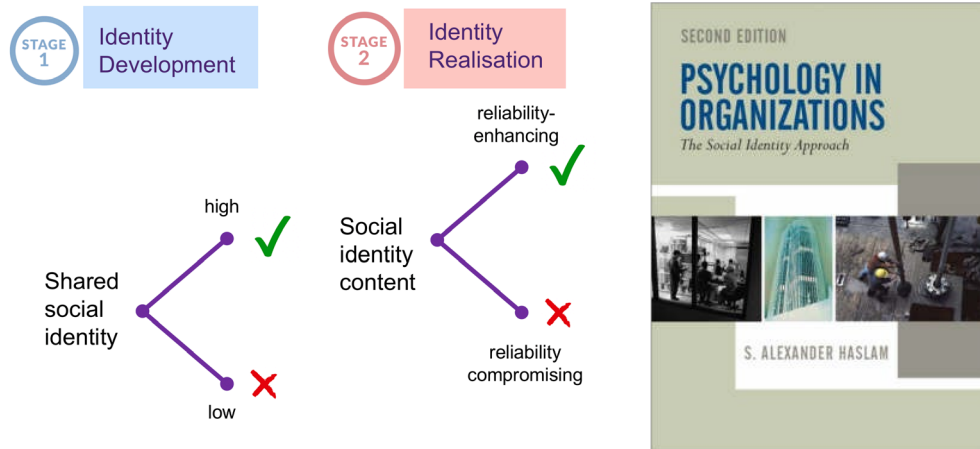 STAGE
1
Identity
Development
STAGE
2
Identity
Realisation
Shared
social
identity
high
low
Social
identity
content
reliability-
enhancing
reliability
compromising
SECOND EDITION
PSYCHOLOGY IN
ORGANIZATIONS
The Social Identity Approach
S. ALEXANDER HASLAM